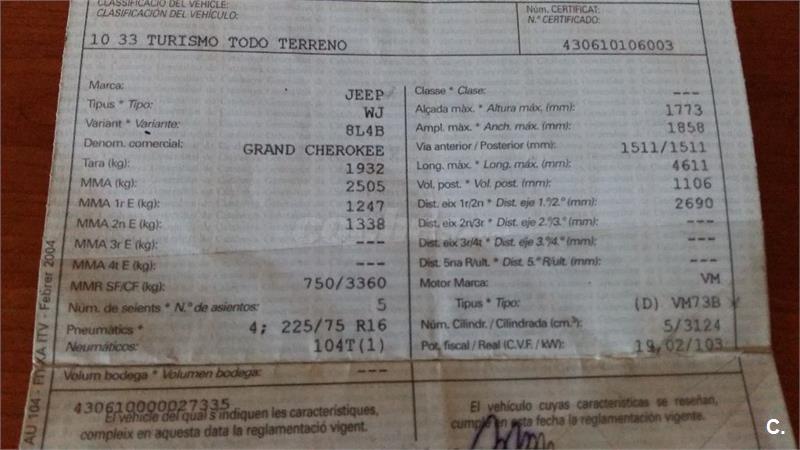 CLASSIFICACIÓ DEL VEHICLE:
CLASIFICACIÓN DEL VEHÍCULO:
Núm. CERTIFICAT:
N.º CERTIFICADO:
10 33 TURISMO TODO TERRENO
430610106003
Marca: JEEP
Tipus * Tipo: WJ
Variant * Variante: 8L4B
Denom. comercial: GRAND CHEROKEE
Tara (kg): 1932
MMA (kg): 2505
MMA 1r E (kg): 1247
MMA 2n E (kg): 1338
MMA 3r E (kg): ---
MMA 4t E (kg): ---
MMR SF/CF (kg): 750/3360
Núm. de seients * N.º de asientos: 5
Pneumàtics * 4; 225/75 R16
Neumáticos: 104T(1)
Volum bodega * Volumen bodega: ---
Classe * Clase: ---
Alçada màx. * Altura máx. (mm): 1773
Ampl. màx. * Anch. máx. (mm): 1858
Via anterior / Posterior (mm): 1511/1511
Long. màx. * Long. máx. (mm): 4611
Vol. post. * Vol. post. (mm): 1106
Dist. eix 1r/2n * Dist. eje 1.º/2.º (mm): 2690
Dist. eix 2n/3r * Dist. eje 2.º/3.º (mm): ---
Dist. eix 3r/4t * Dist. eje 3.º/4.º (mm): ---
Dist. 5na R/ult. * Dist. 5.ª R/ult. (mm): ---
Motor Marca: VM
Tipus * Tipo: (D) VM73B
Núm. Cilindr. / Cilindrada (cm.³): 5/3124
Pot. fiscal / Real (C.V.F. / kW): 19,02/103
430610000027335
El vehicle del qual s'indiquen les característiques,
compleix en aquesta data la reglamentació vigent.
El vehículo cuyas características se reseñan,
cumple en esta fecha la reglamentación vigente.
AU 104 - FITXA ITV - Febrer 2004
C.